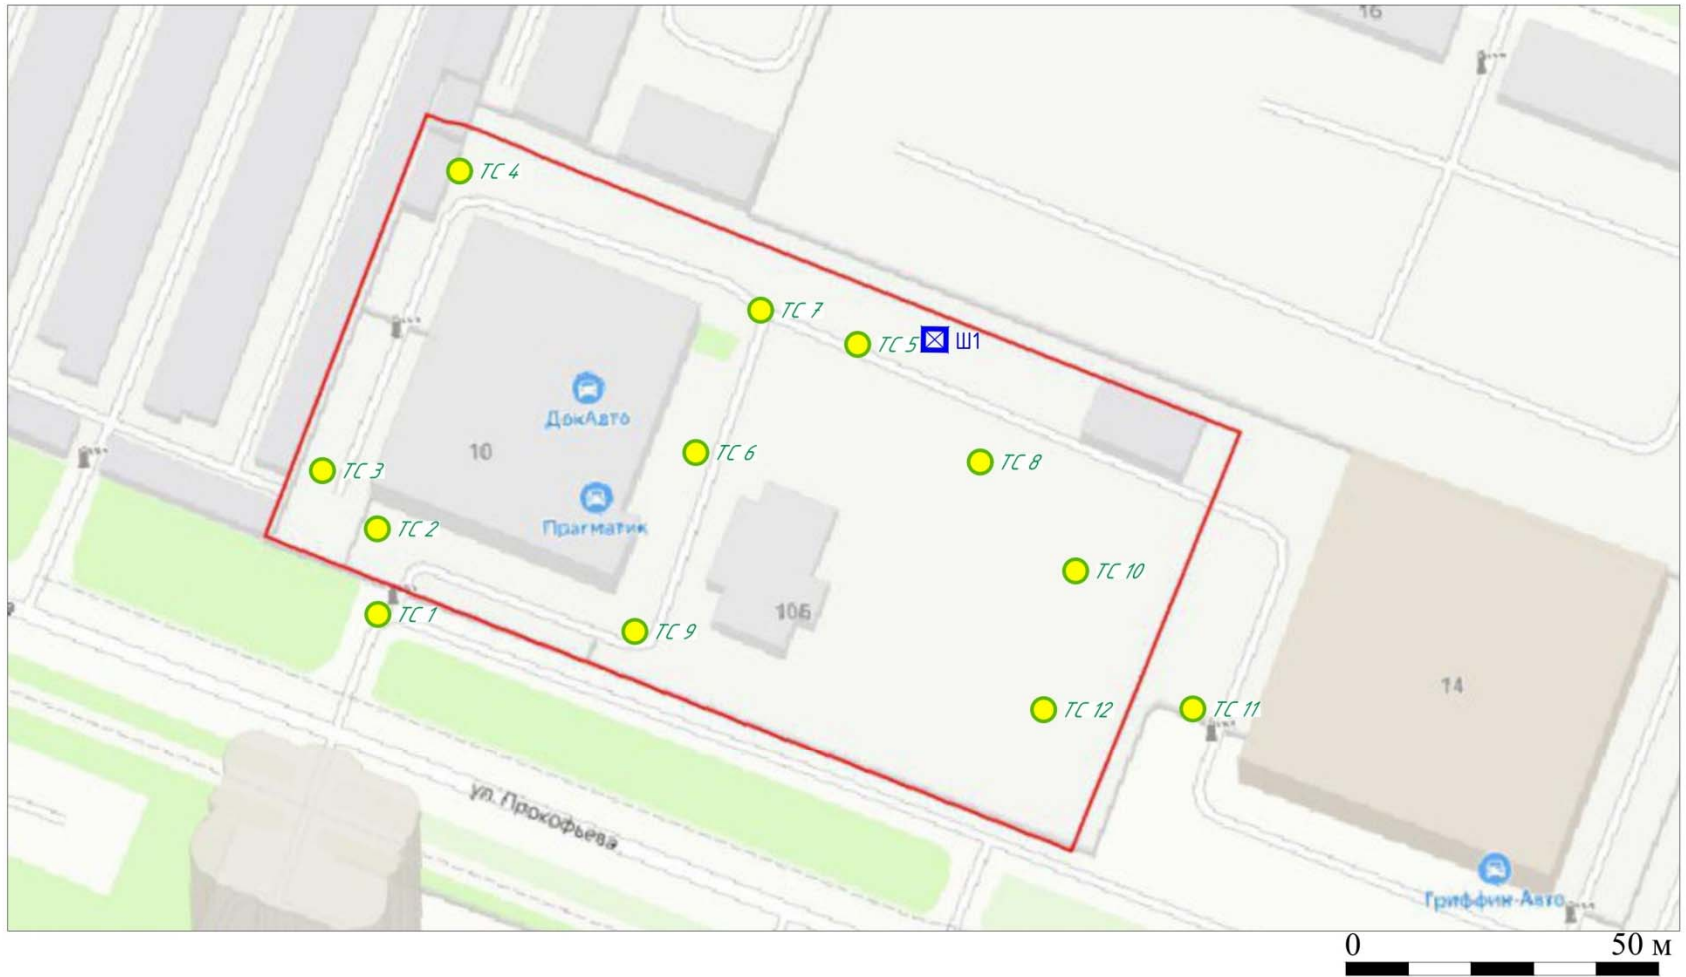 16
ТС 4
ТС 7
ТС 5
Ш1
ДокАвто
10
ТС 6
ТС 8
ТС 3
Прагматик
ТС 2
ТС 10
105
ТС 1
ТС 9
14
ТС 12
ТС 11
ул. Прокофьева
Гриффин-Авто
0 50 м